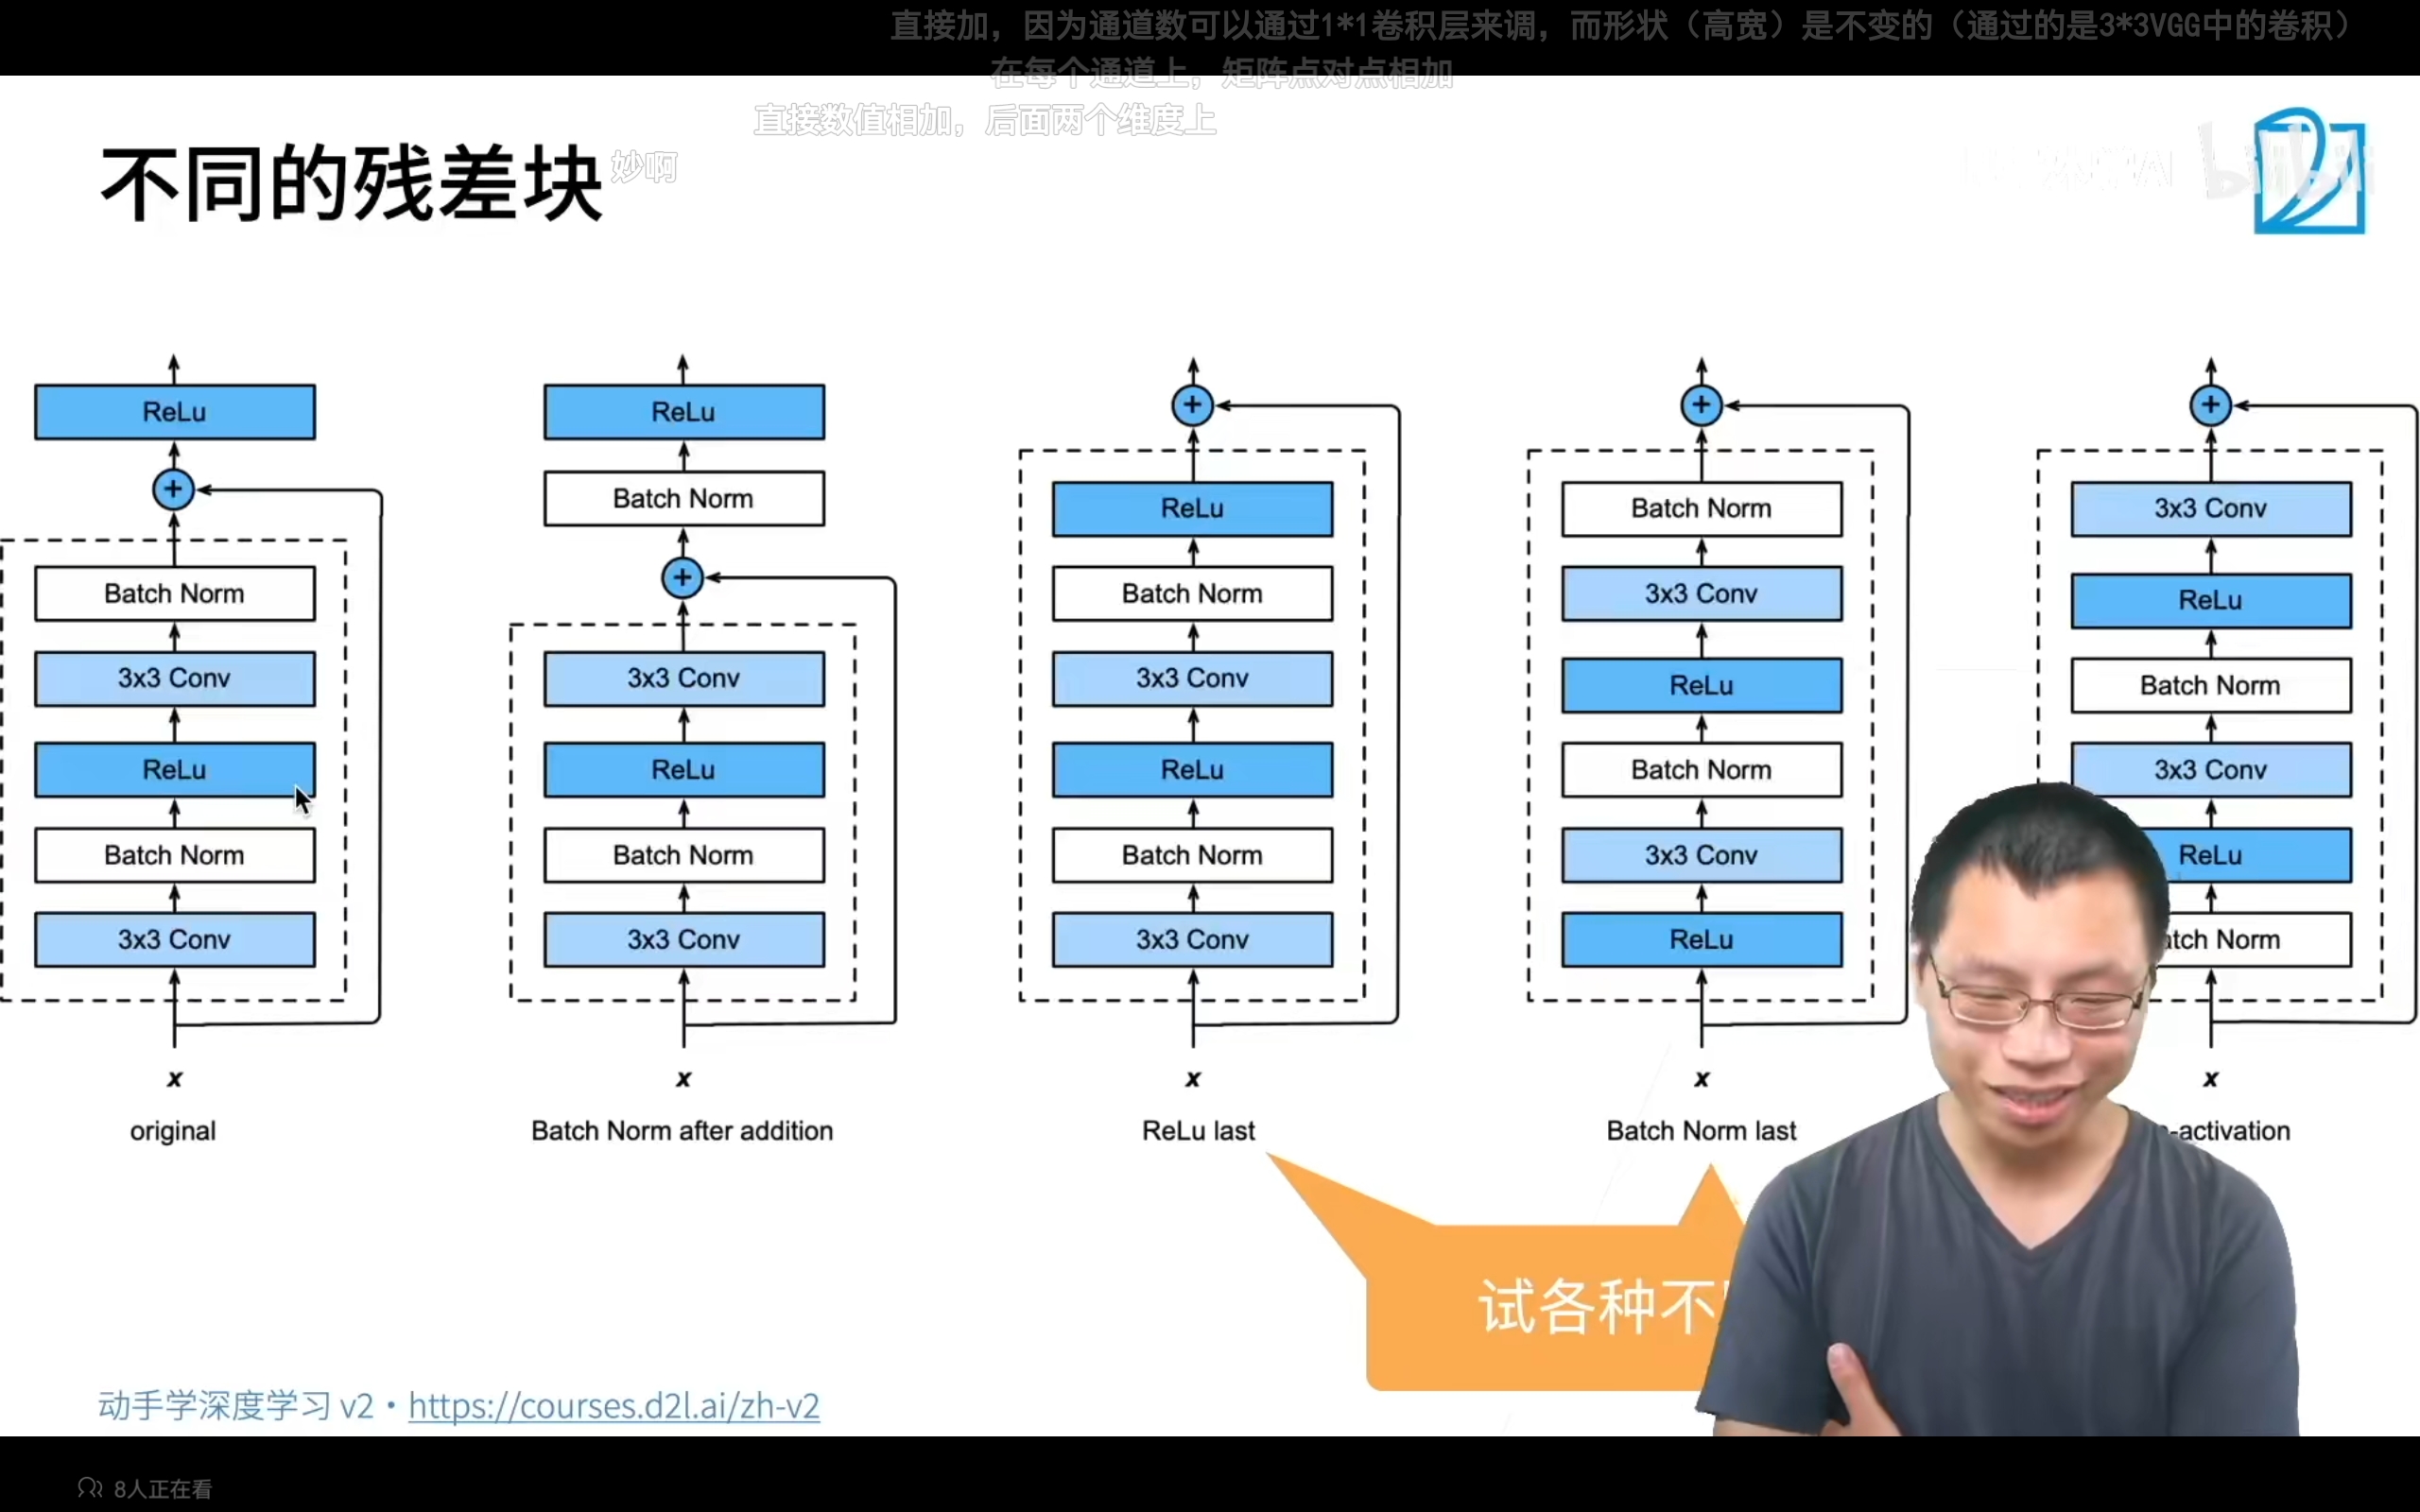 直接加，因为通道数可以通过1*1卷积层来调，而形状（高宽）是不变的（通过的是3*3VGG中的卷积）
在每个通道上，矩阵点对点相加
直接数值相加，后面两个维度上
不同的残差块
妙啊
bilibili
ReLu
Batch Norm
3x3 Conv
ReLu
Batch Norm
3x3 Conv
x
original
ReLu
Batch Norm
3x3 Conv
ReLu
Batch Norm
3x3 Conv
x
Batch Norm after addition
ReLu
Batch Norm
3x3 Conv
ReLu
Batch Norm
3x3 Conv
x
ReLu last
Batch Norm
3x3 Conv
ReLu
Batch Norm
3x3 Conv
ReLu
x
Batch Norm last
3x3 Conv
ReLu
Batch Norm
3x3 Conv
ReLu
Norm
x
-activation
试各种不
动手学深度学习 v2・https://courses.d2l.ai/zh-v2
8人正在看